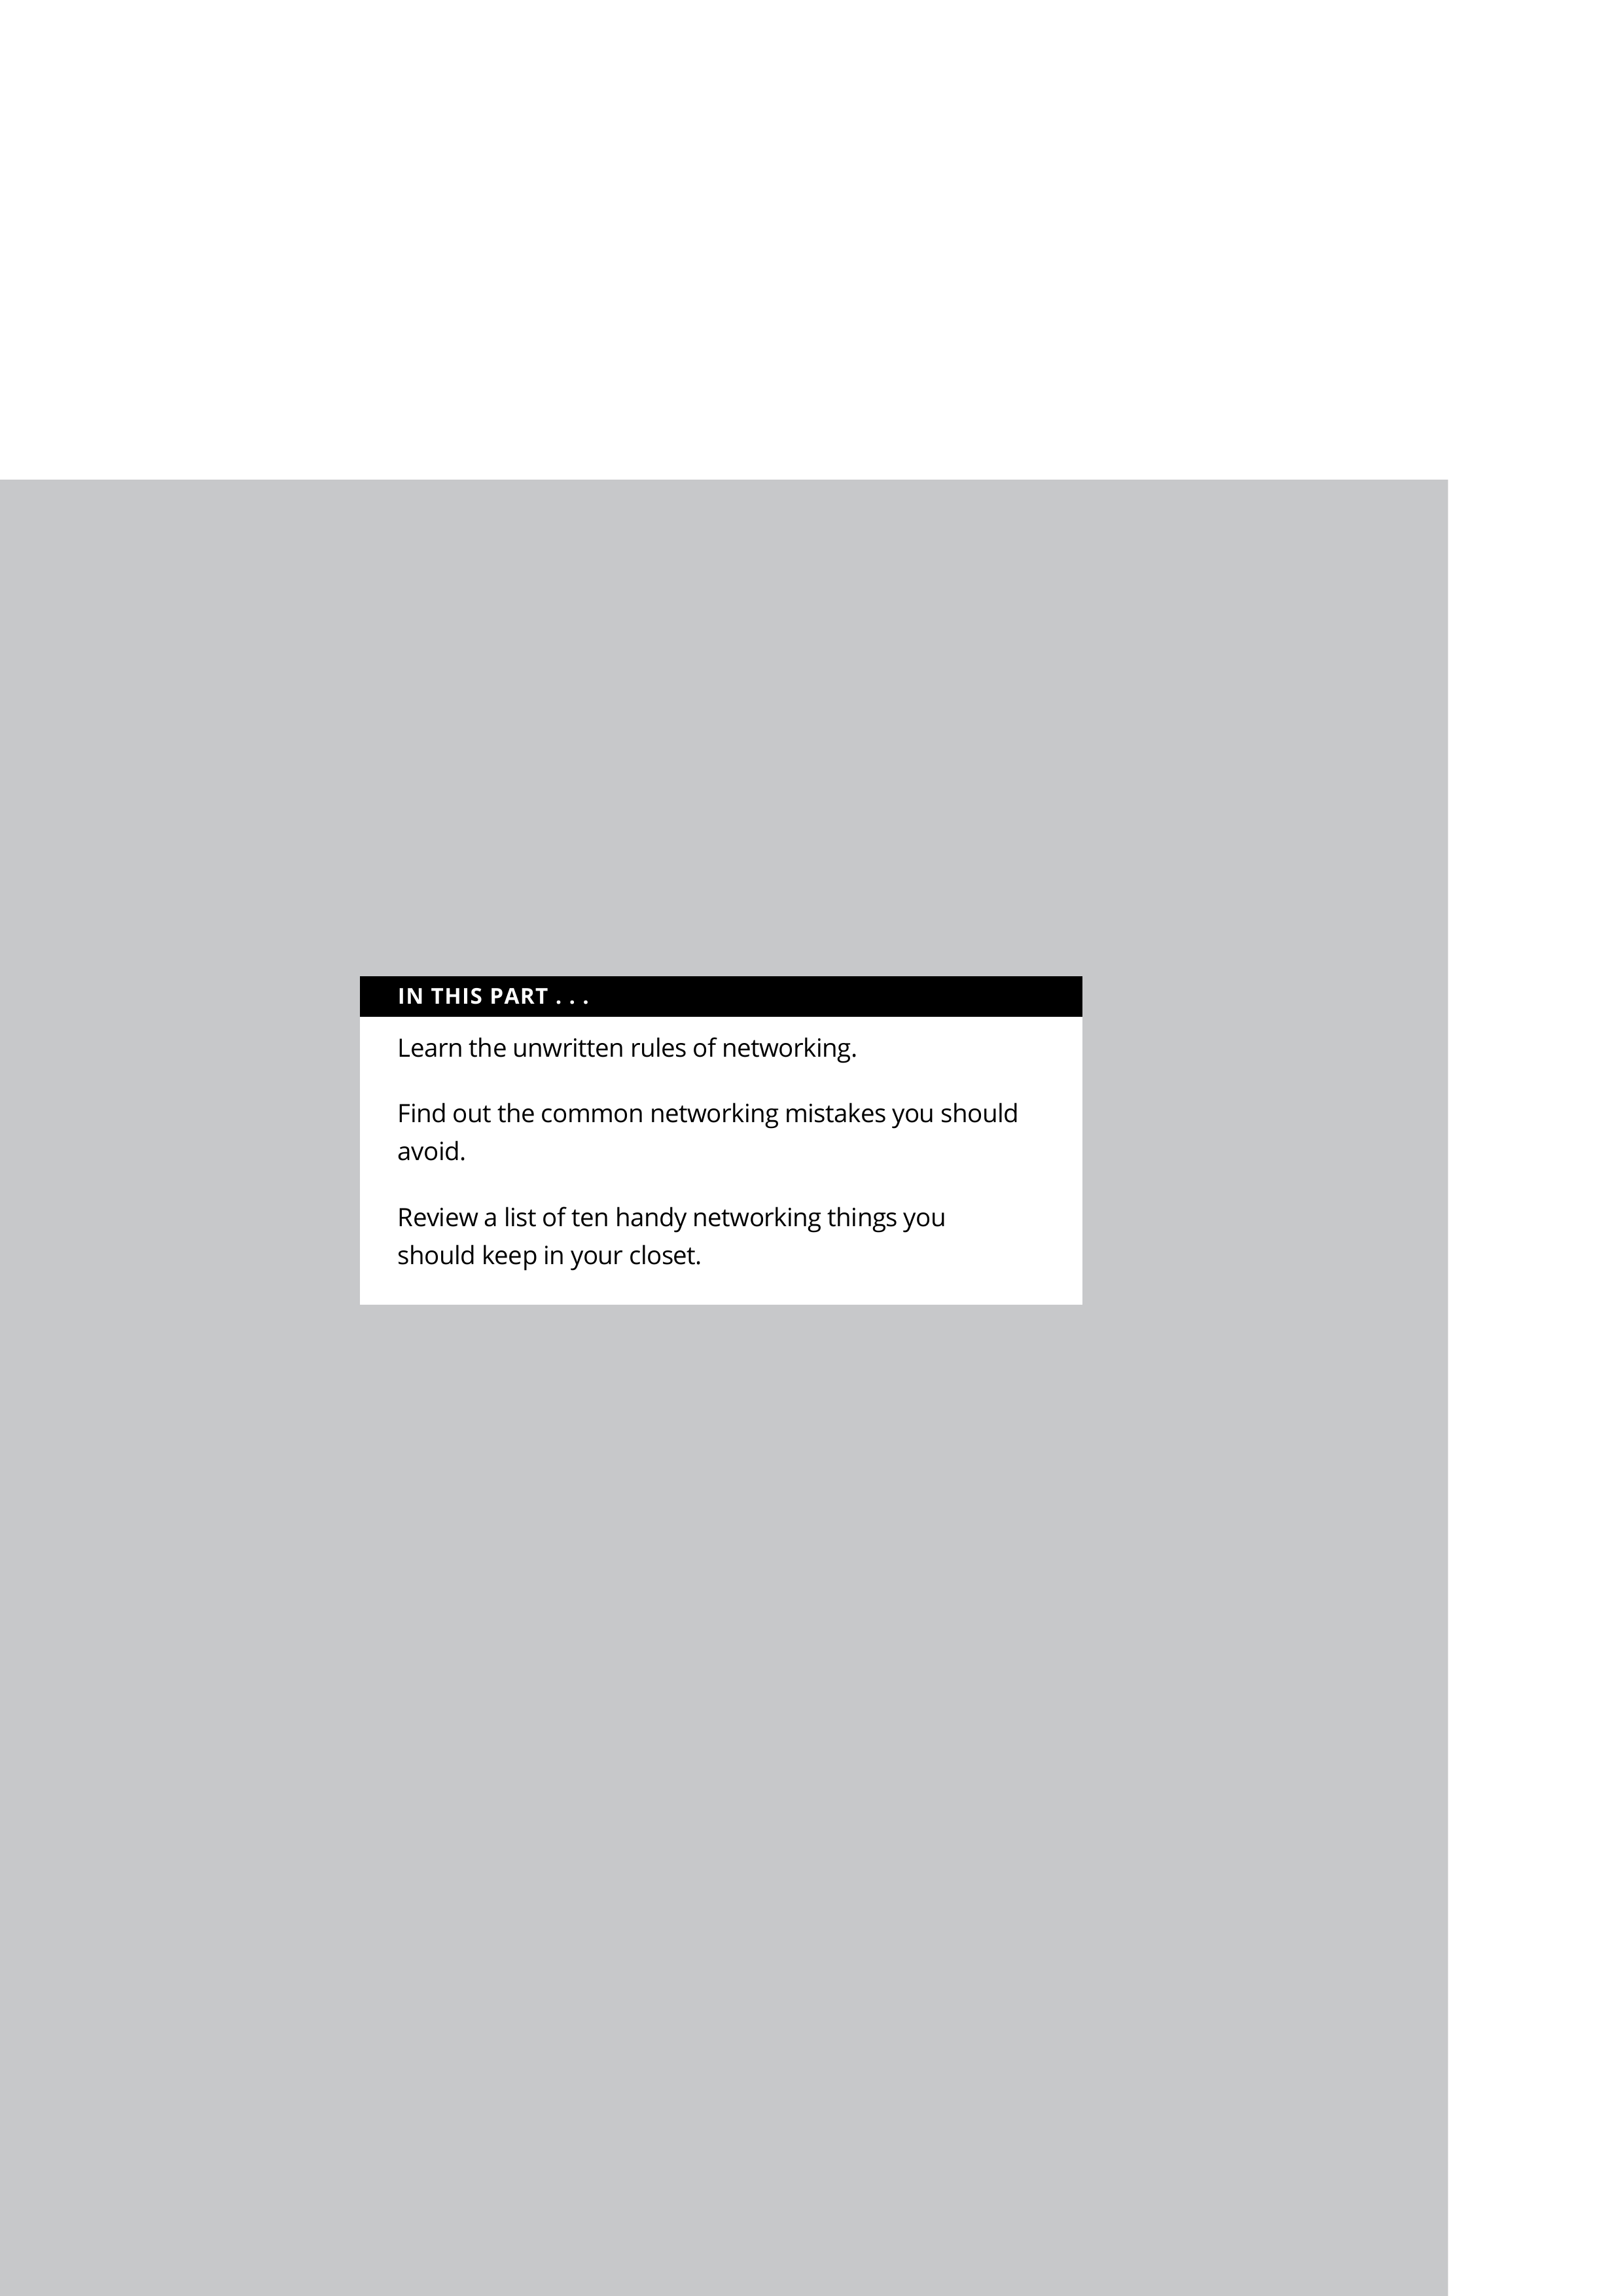 IN THIS PART . . .
Learn the unwritten rules of networking.
Find out the common networking mistakes you should
avoid.
Review a list of ten handy networking things you
should keep in your closet.